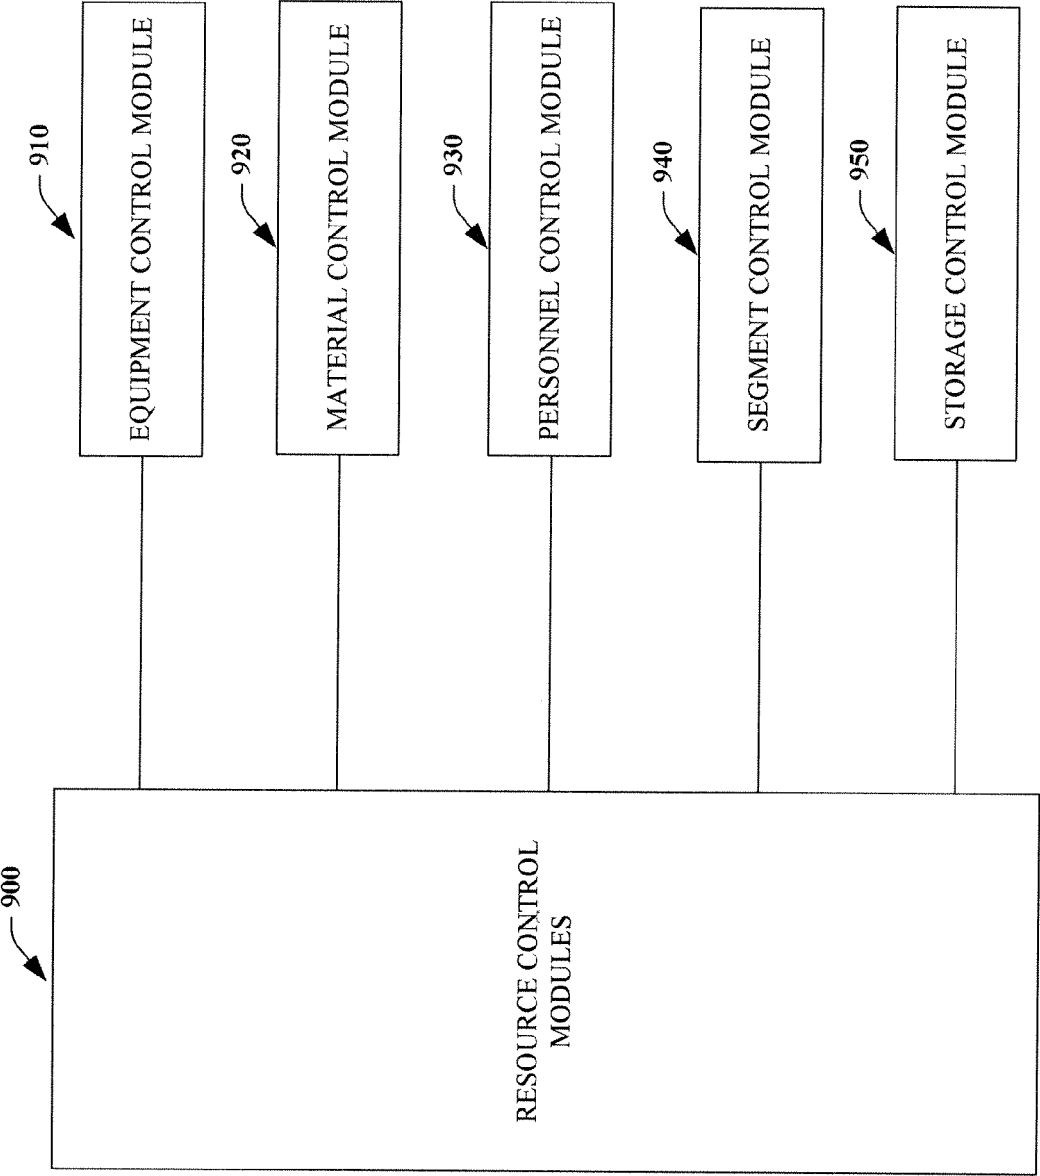 900
RESOURCE CONTROL
MODULES
910
EQUIPMENT CONTROL MODULE
920
MATERIAL CONTROL MODULE
930
PERSONNEL CONTROL MODULE
940
SEGMENT CONTROL MODULE
950
STORAGE CONTROL MODULE